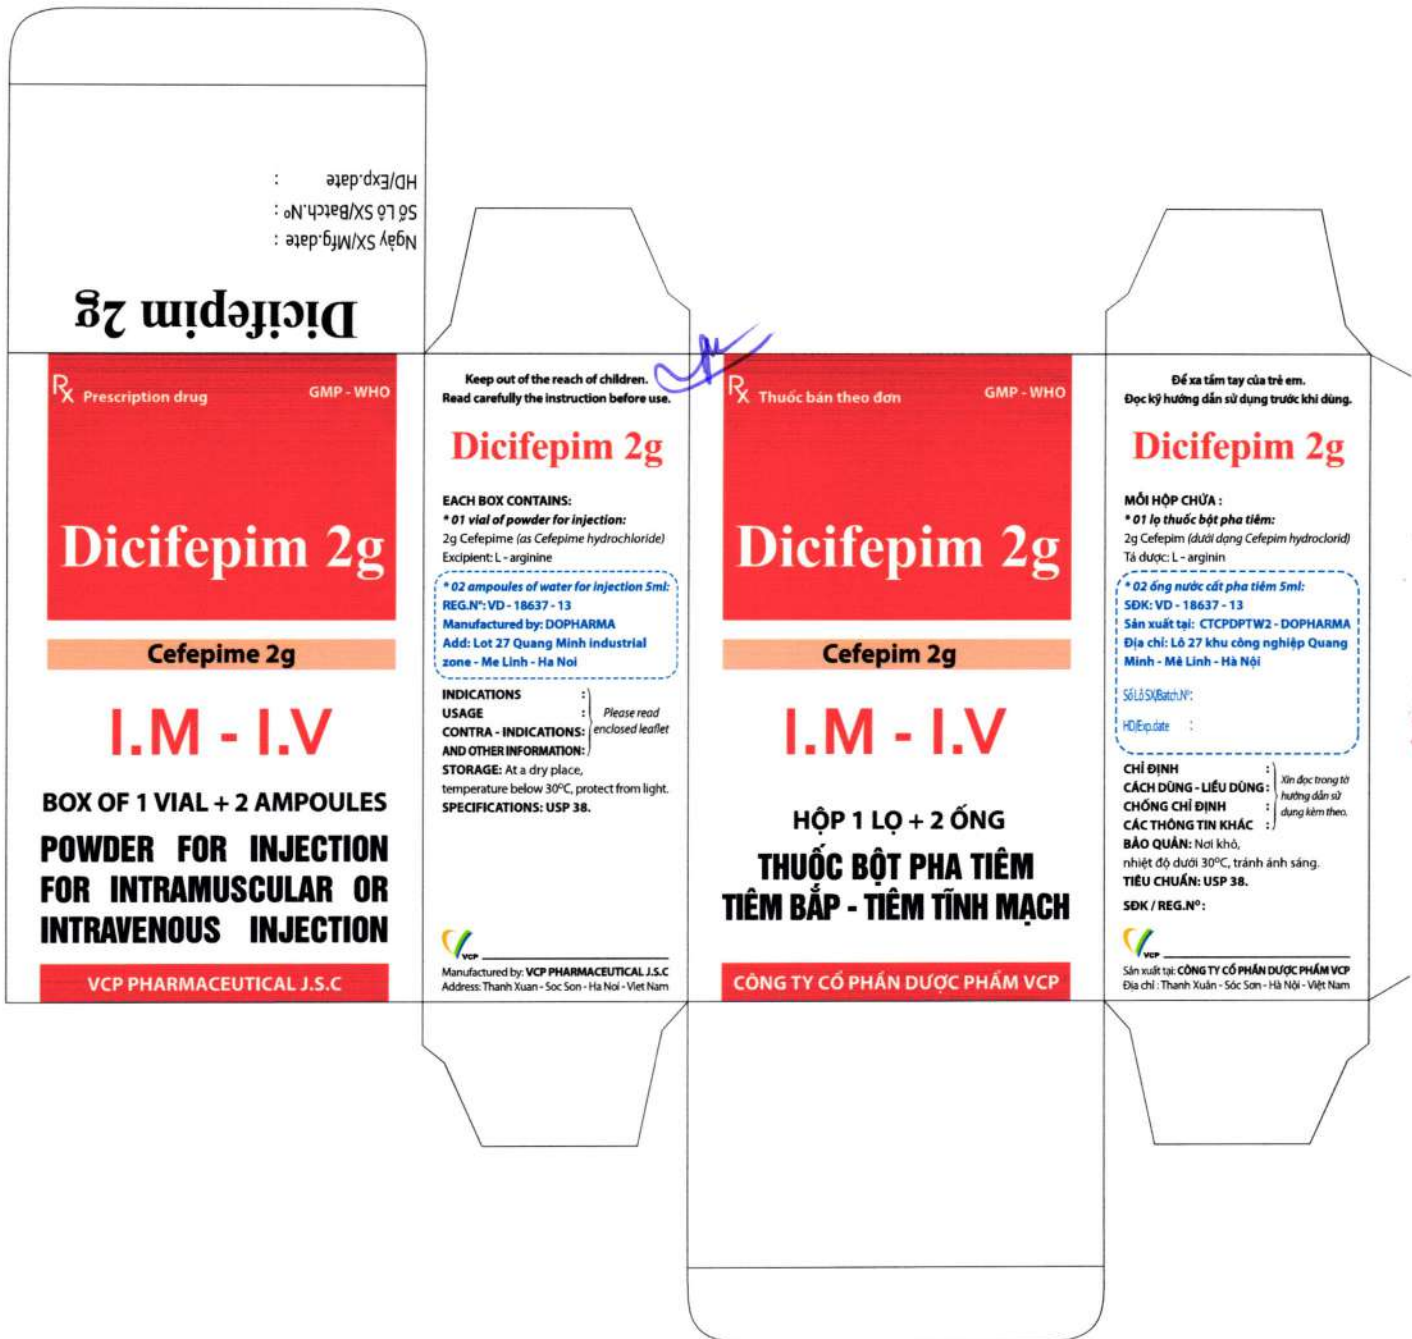 HD/Exp.date :
Số Lô SX/Batch.Nº :
Ngày SX/Mfg.date :
Dicifepim 2g
Rx Prescription drug GMP - WHO
Dicifepim 2g
Cefepime 2g
I.M - I.V
BOX OF 1 VIAL + 2 AMPOULES
POWDER FOR INJECTION
FOR INTRAMUSCULAR OR
INTRAVENOUS INJECTION
VCP PHARMACEUTICAL J.S.C
Keep out of the reach of children.
Read carefully the instruction before use.
Dicifepim 2g
EACH BOX CONTAINS:
* 01 vial of powder for injection:
2g Cefepime (as Cefepime hydrochloride)
Excipient: L - arginine
* 02 ampoules of water for injection 5ml:
REG.Nº: VD - 18637 - 13
Manufactured by: DOPHARMA
Add: Lot 27 Quang Minh industrial
zone - Me Linh - Ha Noi
INDICATIONS :
USAGE :
CONTRA - INDICATIONS:
AND OTHER INFORMATION:
Please read
enclosed leaflet
STORAGE: At a dry place,
temperature below 30ºC, protect from light.
SPECIFICATIONS: USP 38.
VCP
Manufactured by: VCP PHARMACEUTICAL J.S.C
Address: Thanh Xuan - Soc Son - Ha Noi - Viet Nam
Rx Thuốc bán theo đơn GMP - WHO
Dicifepim 2g
Cefepim 2g
I.M - I.V
HỘP 1 LỌ + 2 ỐNG
THUỐC BỘT PHA TIÊM
TIÊM BẮP - TIÊM TĨNH MẠCH
CÔNG TY CỔ PHẦN DƯỢC PHẨM VCP
Để xa tầm tay của trẻ em.
Đọc kỹ hướng dẫn sử dụng trước khi dùng.
Dicifepim 2g
MỖI HỘP CHỨA :
* 01 lọ thuốc bột pha tiêm:
2g Cefepim (dưới dạng Cefepim hydroclorid)
Tá dược: L - arginin
* 02 ống nước cất pha tiêm 5ml:
SĐK: VD - 18637 - 13
Sản xuất tại: CTCPDPTW2 - DOPHARMA
Địa chỉ: Lô 27 khu công nghiệp Quang
Minh - Mê Linh - Hà Nội
Số Lô SX/Batch.Nº:
HD/Exp.date :
CHỈ ĐỊNH :
CÁCH DÙNG - LIỀU DÙNG :
CHỐNG CHỈ ĐỊNH :
CÁC THÔNG TIN KHÁC :
Xin đọc trong tờ
hướng dẫn sử
dụng kèm theo.
BẢO QUẢN: Nơi khô,
nhiệt độ dưới 30ºC, tránh ánh sáng.
TIÊU CHUẨN: USP 38.
SĐK / REG.Nº :
VCP
Sản xuất tại: CÔNG TY CỔ PHẦN DƯỢC PHẨM VCP
Địa chỉ : Thanh Xuân - Sóc Sơn - Hà Nội - Việt Nam